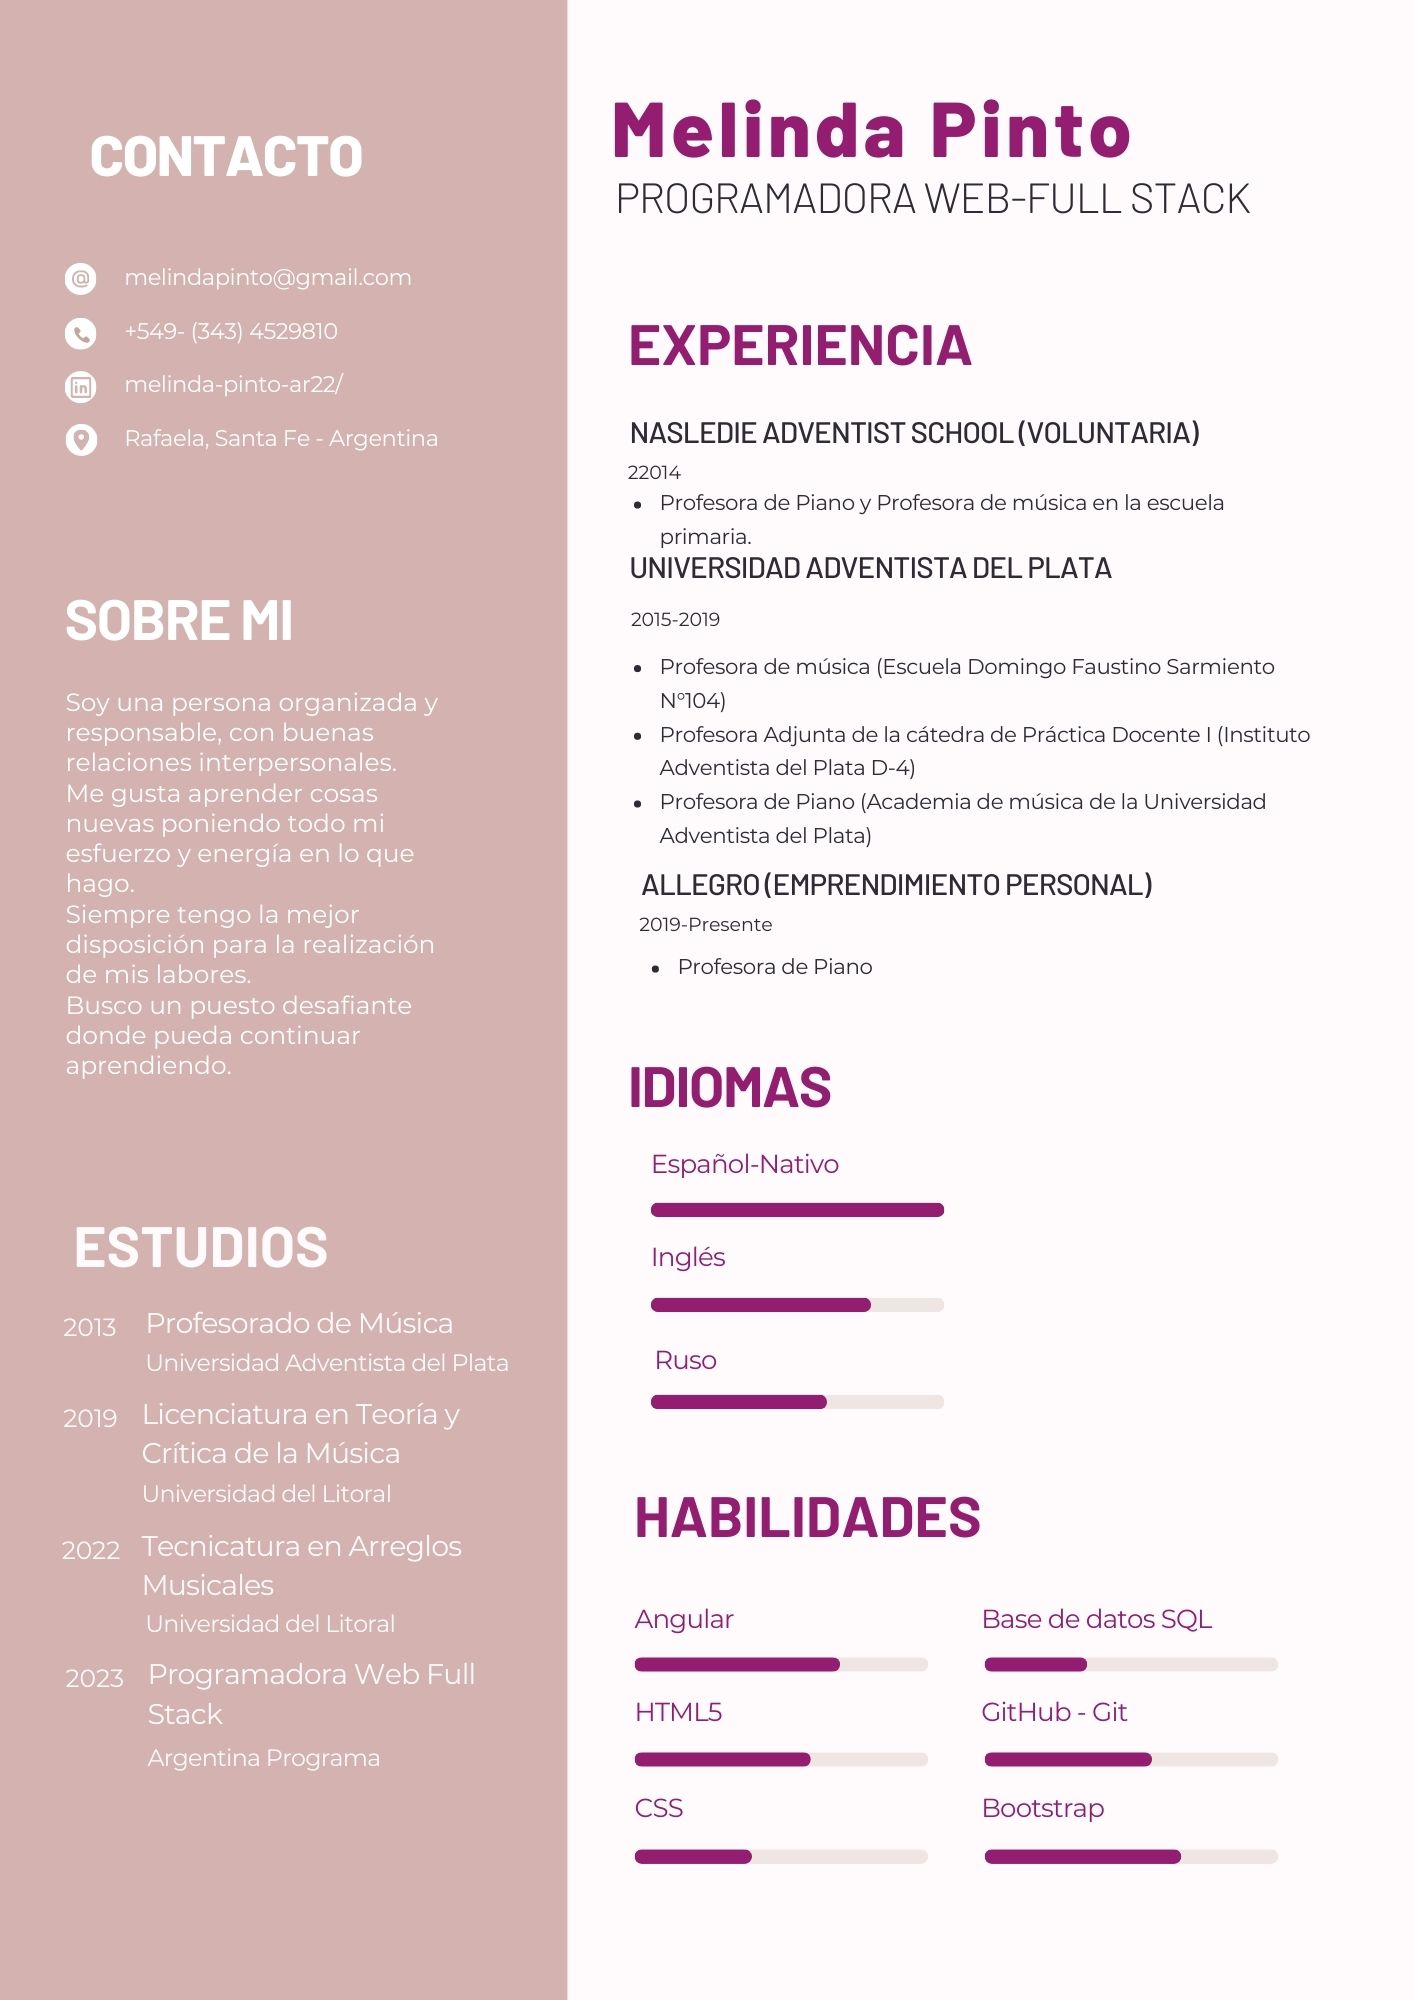 CONTACTO
melindapinto@gmail.com
+549- (343) 4529810
melinda-pinto-ar22/
Rafaela, Santa Fe - Argentina
SOBRE MI
Soy una persona organizada y
responsable, con buenas
relaciones interpersonales.
Me gusta aprender cosas
nuevas poniendo todo mi
esfuerzo y energía en lo que
hago.
Siempre tengo la mejor
disposición para la realización
de mis labores.
Busco un puesto desafiante
donde pueda continuar
aprendiendo.
ESTUDIOS
2013 Profesorado de Música
Universidad Adventista del Plata
2019 Licenciatura en Teoría y
Crítica de la Música
Universidad del Litoral
2022 Tecnicatura en Arreglos
Musicales
Universidad del Litoral
2023 Programadora Web Full
Stack
Argentina Programa
Melinda Pinto
PROGRAMADORA WEB-FULL STACK
EXPERIENCIA
NASLEDIE ADVENTIST SCHOOL (VOLUNTARIA)
22014
• Profesora de Piano y Profesora de música en la escuela
primaria.
UNIVERSIDAD ADVENTISTA DEL PLATA
2015-2019
• Profesora de música (Escuela Domingo Faustino Sarmiento
N°104)
• Profesora Adjunta de la cátedra de Práctica Docente I (Instituto
Adventista del Plata D-4)
• Profesora de Piano (Academia de música de la Universidad
Adventista del Plata)
ALLEGRO (EMPRENDIMIENTO PERSONAL)
2019-Presente
• Profesora de Piano
IDIOMAS
Español-Nativo
Inglés
Ruso
HABILIDADES
Angular Base de datos SQL
HTML5 GitHub - Git
CSS Bootstrap